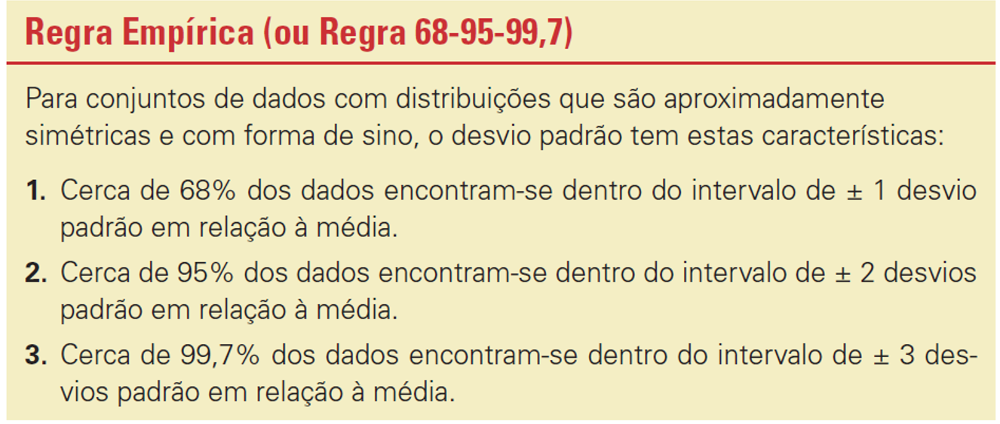 Regra Empírica (ou Regra 68-95-99,7)
Para conjuntos de dados com distribuições que são aproximadamente
simétricas e com forma de sino, o desvio padrão tem estas características:
1. Cerca de 68% dos dados encontram-se dentro do intervalo de ± 1 desvio
padrão em relação à média.
2. Cerca de 95% dos dados encontram-se dentro do intervalo de ± 2 desvios
padrão em relação à média.
3. Cerca de 99,7% dos dados encontram-se dentro do intervalo de ± 3 des-
vios padrão em relação à média.